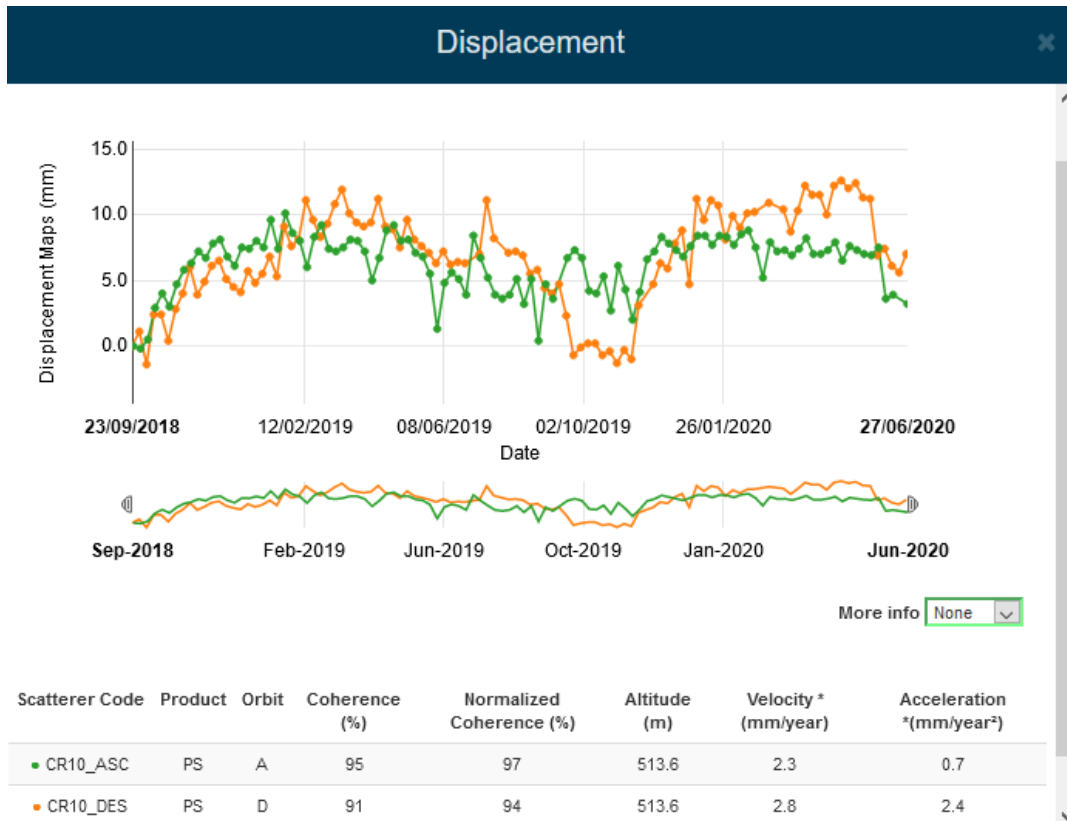 Displacement
×
15.0
10.0
5.0
0.0
Displacement Maps (mm)
23/09/2018 12/02/2019 08/06/2019 02/10/2019 26/01/2020 27/06/2020
Date
Sep-2018 Feb-2019 Jun-2019 Oct-2019 Jan-2020 Jun-2020
More info None
Scatterer Code Product Orbit Coherence Normalized Altitude Velocity * Acceleration
(%) Coherence (%) (m) (mm/year) *(mm/year²)
CR10_ASC PS A 95 97 513.6 2.3 0.7
CR10_DES PS D 91 94 513.6 2.8 2.4